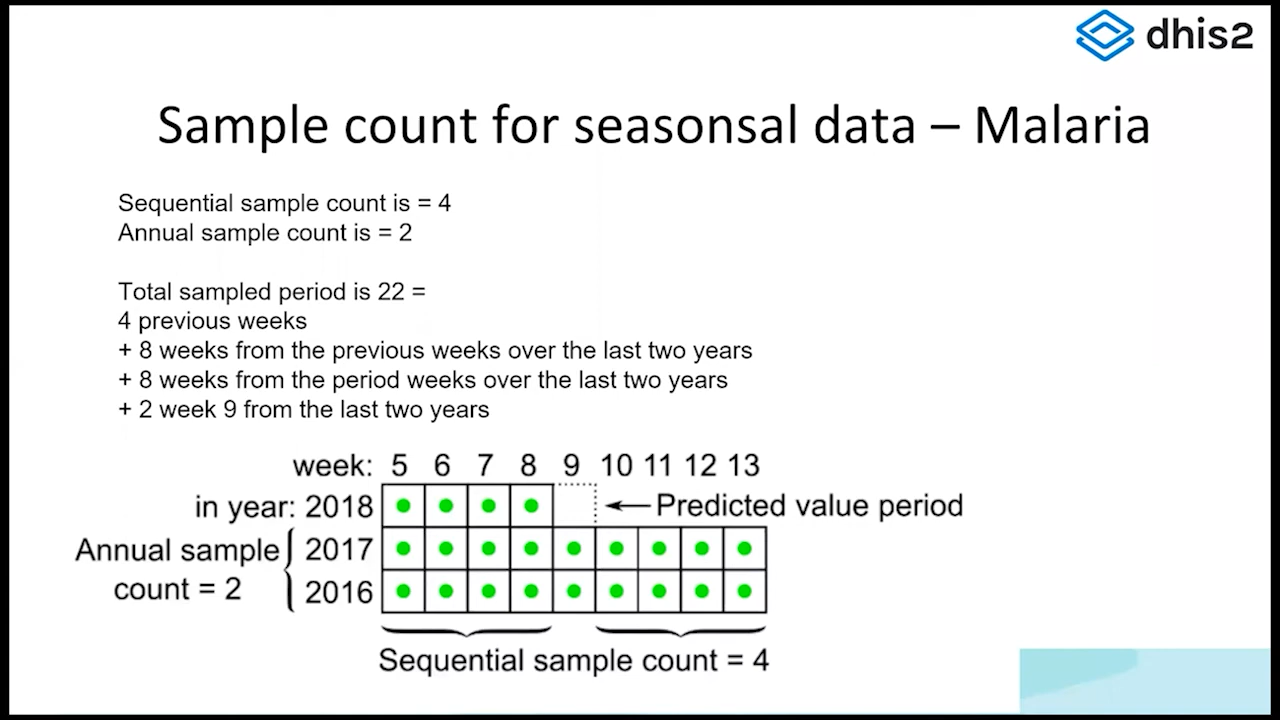 dhis2
Sample count for seasonsal data – Malaria
Sequential sample count is = 4
Annual sample count is = 2
Total sampled period is 22 =
4 previous weeks
+ 8 weeks from the previous weeks over the last two years
+ 8 weeks from the period weeks over the last two years
+ 2 week 9 from the last two years
week: 5 6 7 8 9 10 11 12 13
in year: 2018 Predicted value period
Annual sample 2017
count = 2 2016
Sequential sample count = 4